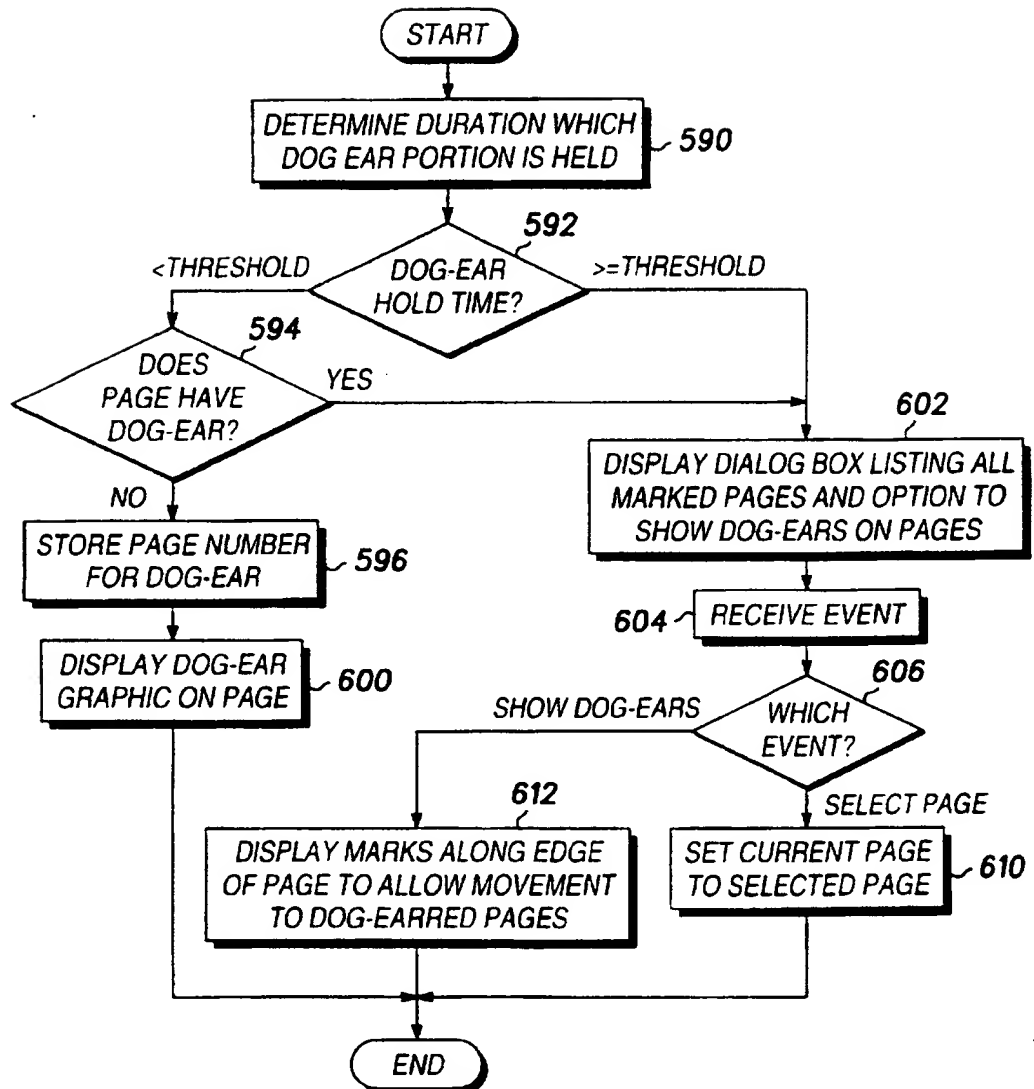 START
DETERMINE DURATION WHICH
DOG EAR PORTION IS HELD
590
592
<THRESHOLD
DOG-EAR
HOLD TIME?
>=THRESHOLD
594
DOES
PAGE HAVE
DOG-EAR?
YES
NO
602
DISPLAY DIALOG BOX LISTING ALL
MARKED PAGES AND OPTION TO
SHOW DOG-EARS ON PAGES
STORE PAGE NUMBER
FOR DOG-EAR
596
604
RECEIVE EVENT
DISPLAY DOG-EAR
GRAPHIC ON PAGE
600
606
SHOW DOG-EARS
WHICH
EVENT?
SELECT PAGE
612
DISPLAY MARKS ALONG EDGE
OF PAGE TO ALLOW MOVEMENT
TO DOG-EARRED PAGES
SET CURRENT PAGE
TO SELECTED PAGE
610
END